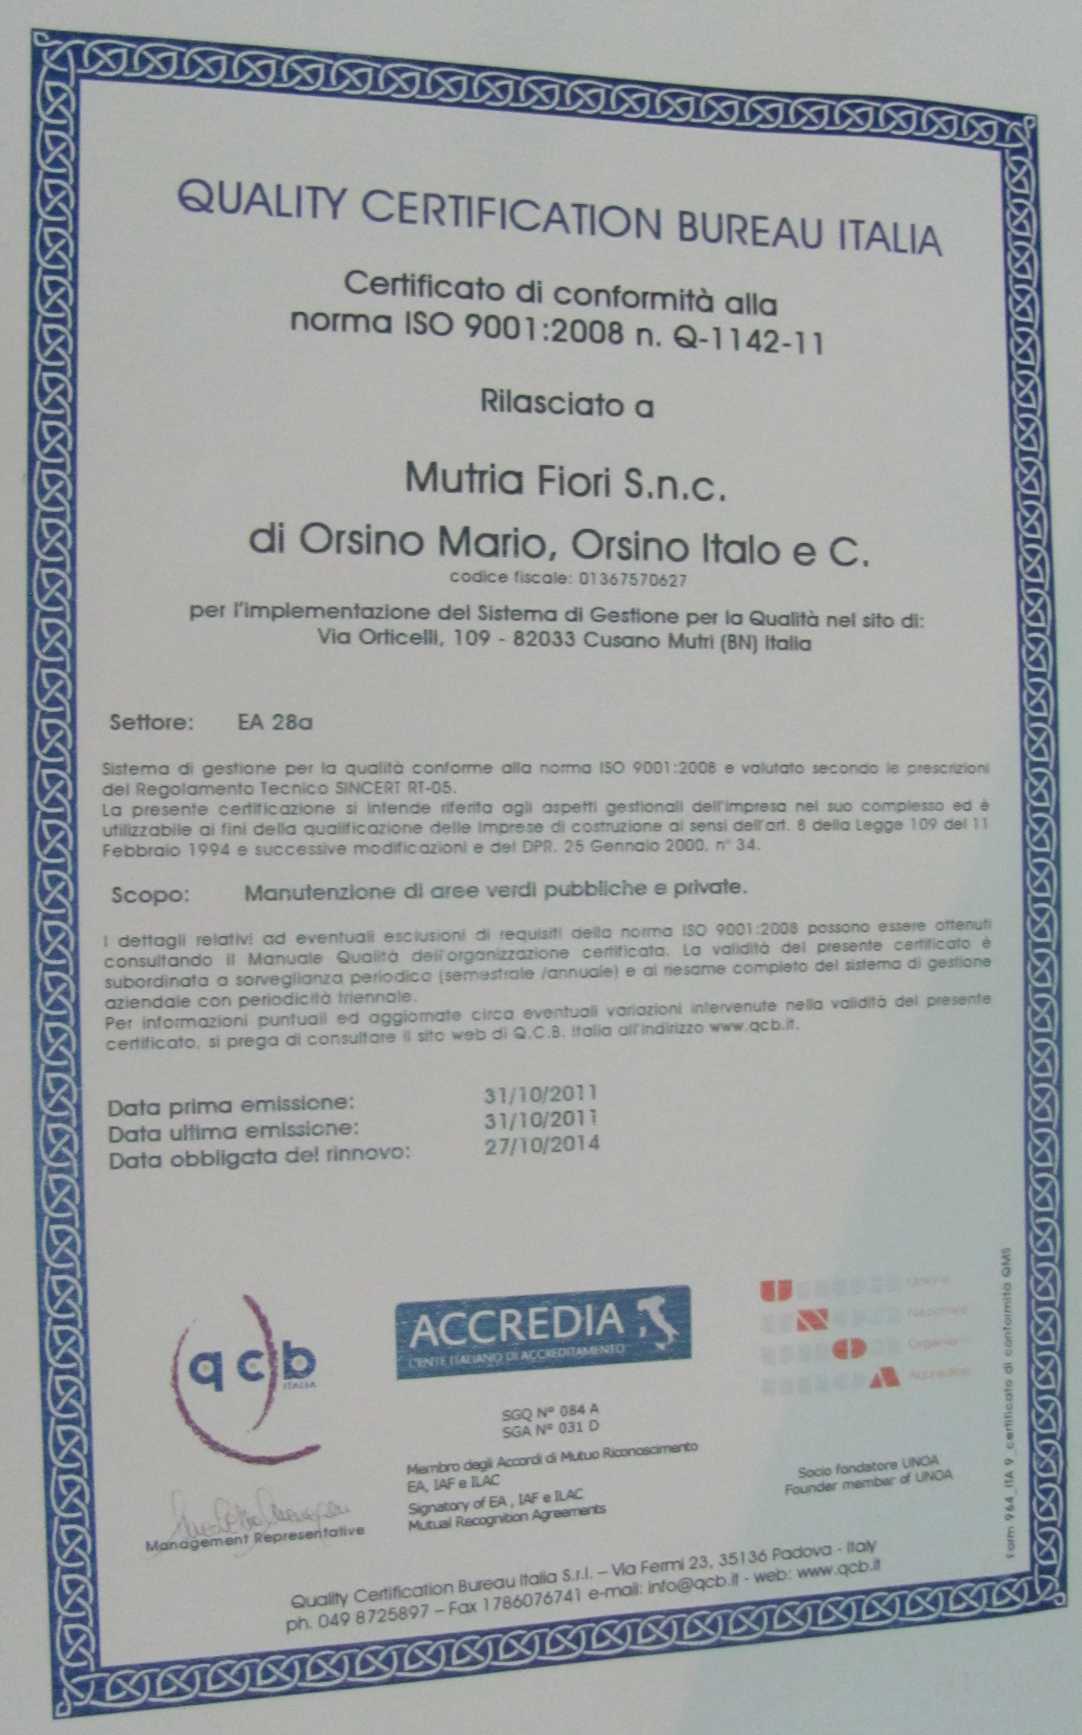 QUALITY CERTIFICATION BUREAU ITALIA
Certificato di conformità alla
norma ISO 9001:2008 n. Q-1142-11
Rilasciato a
Mutria Fiori S.n.c.
di Orsino Mario, Orsino Italo e C.
codice fiscale: 01367570627
per l'implementazione del Sistema di Gestione per la Qualità nel sito di:
Via Orticelli, 109 - 82033 Cusano Mutri (BN) Italia
Settore: EA 28a
Sistema di gestione per la qualità conforme alla norma ISO 9001:2008 e valutato secondo le prescrizioni
del Regolamento Tecnico SINCERT RT-05.
La presente certificazione si intende riferita agli aspetti gestionali dell'impresa nel suo complesso ed è
utilizzabile ai fini della qualificazione delle imprese di costruzione ai sensi dell'art. 8 della Legge 109 del 11
Febbraio 1994 e successive modificazioni e del DPR. 25 Gennaio 2000, n° 34.
Scopo: Manutenzione di aree verdi pubbliche e private.
I dettagli relativi ad eventuali esclusioni di requisiti della norma ISO 9001:2008 possono essere ottenuti
consultando il Manuale Qualità dell'organizzazione certificata. La validità del presente certificato è
subordinata a sorveglianza periodica (semestrale /annuale) e al riesame completo del sistema di gestione
aziendale con periodicità triennale.
Per informazioni puntuali ed aggiornate circa eventuali variazioni intervenute nella validità del presente
certificato, si prega di consultare il sito web di Q.C.B. Italia all'indirizzo www.qcb.it.
Data prima emissione: 31/10/2011
Data ultima emissione: 31/10/2011
Data obbligata del rinnovo: 27/10/2014
qcb
ITALIA
Management Representative
ACCREDIA
L'ENTE ITALIANO DI ACCREDITAMENTO
SGQ N° 084 A
SGA N° 031 D
Membro degli Accordi di Mutuo Riconoscimento
EA, IAF e ILAC
Signatory of EA , IAF e ILAC
Mutual Recognition Agreements
U
N
O
A
Socio fondatore UNOA
Founder member of UNOA
Form 964_ITA 9_certificato di conformità QMS
Quality Certification Bureau Italia S.r.l. – Via Fermi 23, 35136 Padova - Italy
ph. 049 8725897 – Fax 1786076741 e-mail: info@qcb.it - web: www.qcb.it